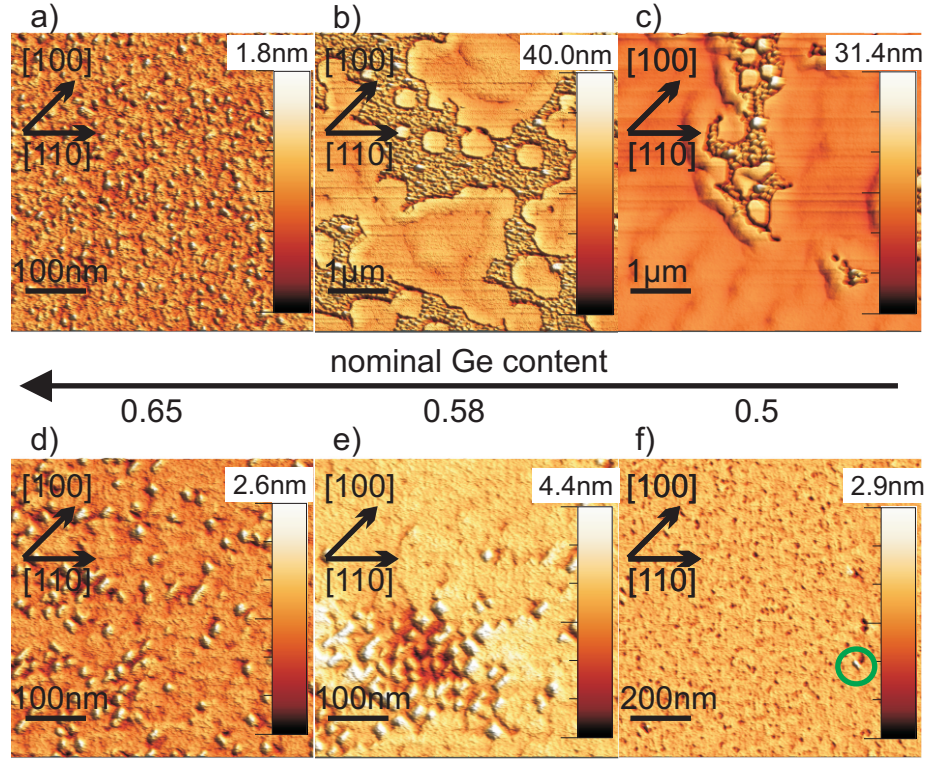 a) b) c)
1.8nm 40.0nm 31.4nm
[100] [100] [100]
[110] [110] [110]
100nm 1µm 1µm
nominal Ge content
0.65 0.58 0.5
d) e) f)
2.6nm 4.4nm 2.9nm
[100] [100] [100]
[110] [110] [110]
100nm 100nm 200nm